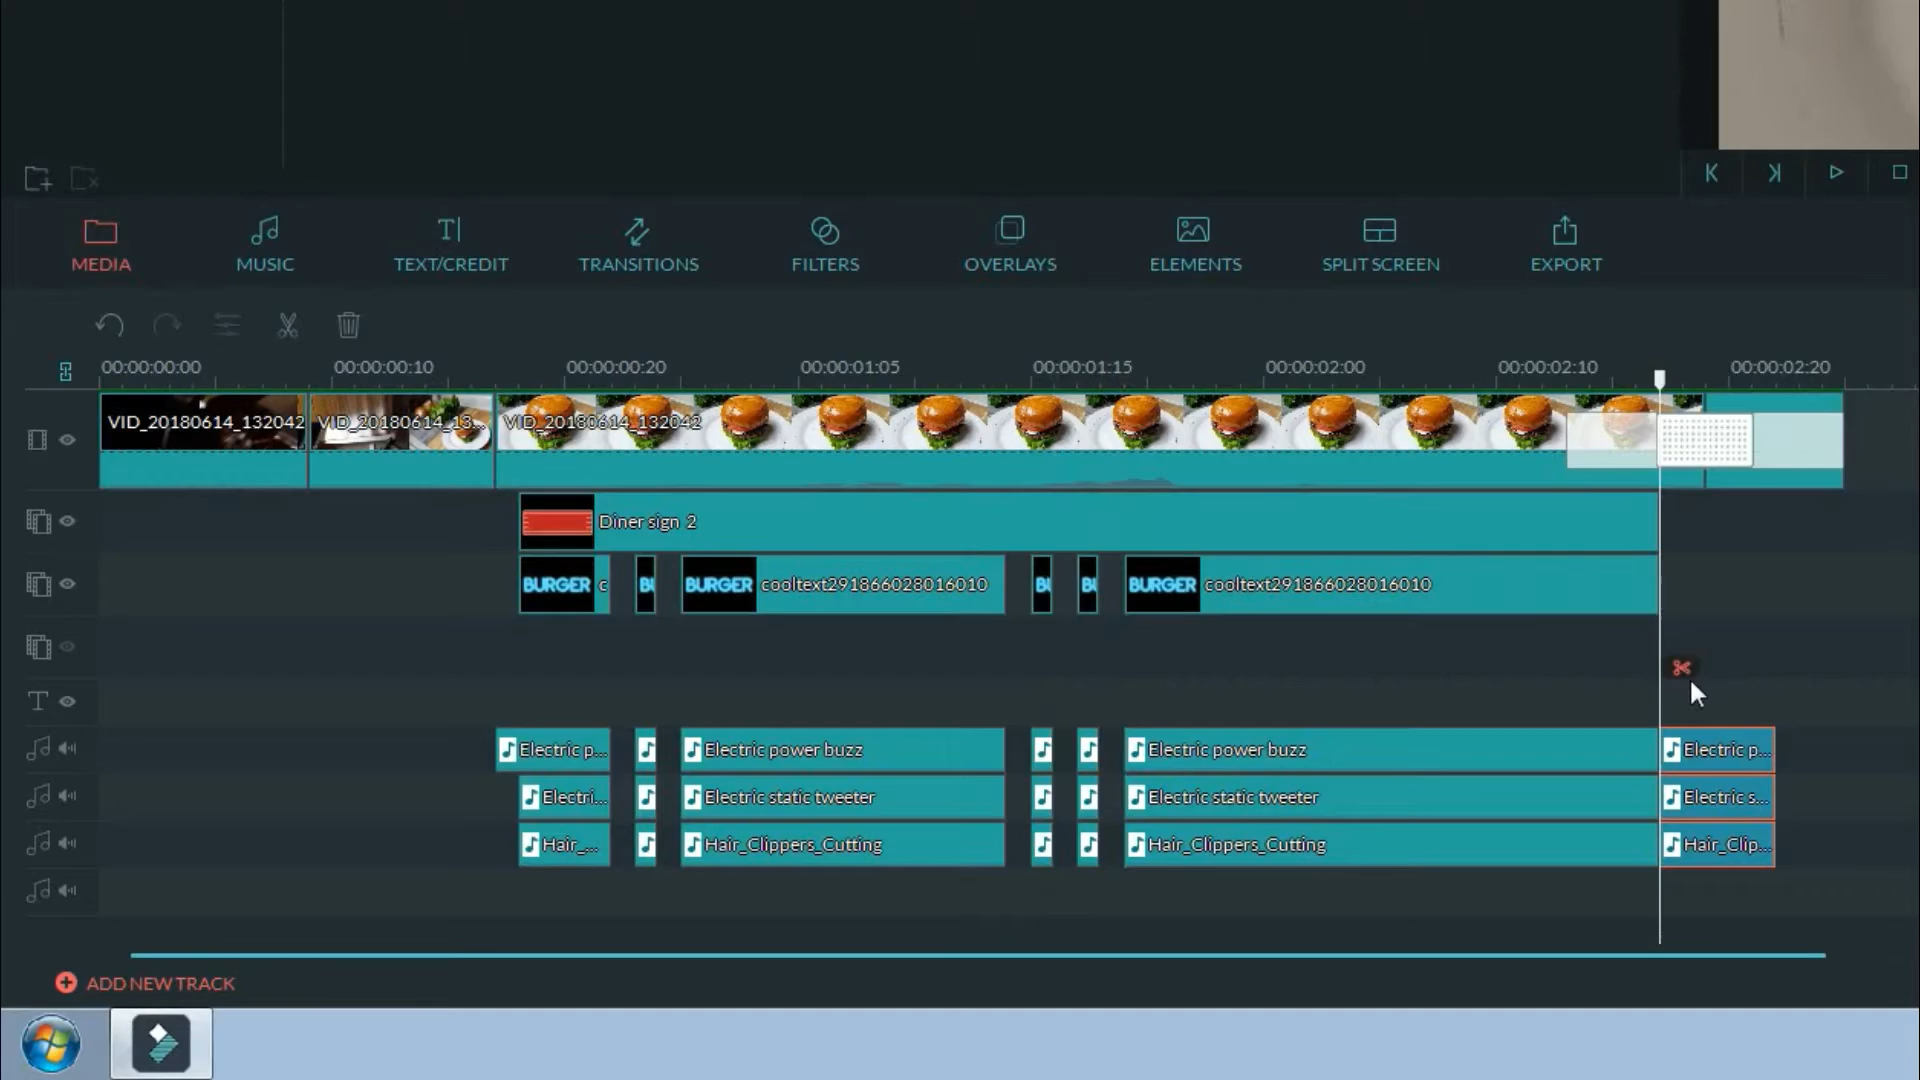 MEDIA
MUSIC
TEXT/CREDIT
TRANSITIONS
FILTERS
OVERLAYS
ELEMENTS
SPLIT SCREEN
EXPORT
00:00:00:00
00:00:00:10
00:00:00:20
00:00:01:05
00:00:01:15
00:00:02:00
00:00:02:10
00:00:02:20
VID_20180614_132042
VID_20180614_13...
VID_20180614_132042
Diner sign 2
BURGER c
BU
BURGER cooltext291866028016010
BU
BU
BURGER cooltext291866028016010
T
Electric p...
Electric power buzz
Electric power buzz
Electric p...
Electri...
Electric static tweeter
Electric static tweeter
Electric s...
Hair_...
Hair_Clippers_Cutting
Hair_Clippers_Cutting
Hair_Clip...
ADD NEW TRACK